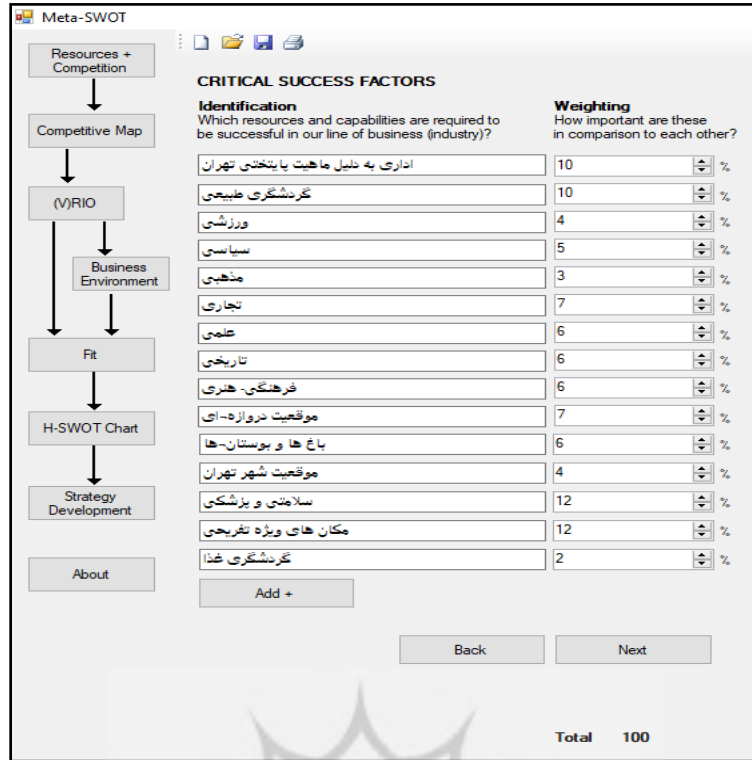 Meta-SWOT
Resources +
Competition
Competitive Map
(V)RIO
Business
Environment
Fit
H-SWOT Chart
Strategy
Development
About
CRITICAL SUCCESS FACTORS
Identification
Which resources and capabilities are required to
be successful in our line of business (industry)?
Weighting
How important are these
in comparison to each other?
اداری به دلیل ماهیت پایتختی تهران 10 %
گردشگری طبیعی 10 %
ورزشی 4 %
سیاسی 5 %
مذهبی 3 %
تجاری 7 %
علمی 6 %
تاریخی 6 %
فرهنگی- هنری 6 %
موقعیت دروازه¬ای 7 %
باغ ها و بوستان¬ها 6 %
موقعیت شهر تهران 4 %
سلامتی و پزشکی 12 %
مکان های ویژه تفریحی 12 %
گردشگری غذا 2 %
Add +
Back Next
Total 100